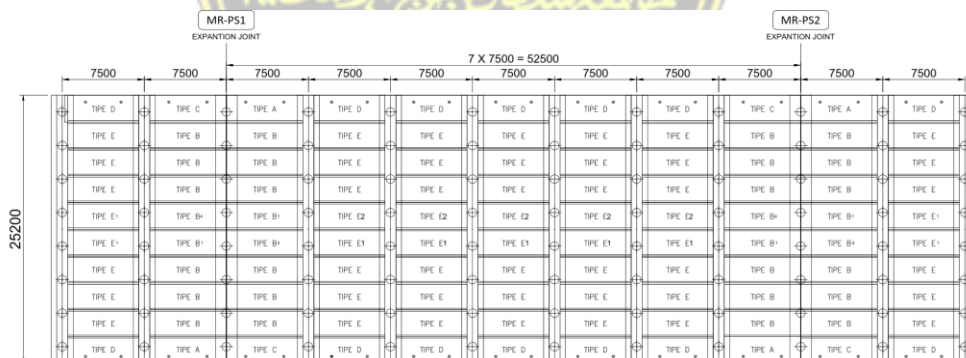 MR-PS1 MR-PS2
EXPANTION JOINT EXPANTION JOINT
7 X 7500 = 52500
7500 7500 7500 7500 7500 7500 7500 7500 7500 7500 7500
25200
TIPE D TIPE C TIPE A TIPE D TIPE D TIPE D TIPE D TIPE D TIPE C TIPE A TIPE D
TIPE E TIPE B TIPE B TIPE E TIPE E TIPE E TIPE E TIPE E TIPE B TIPE B TIPE E
TIPE E TIPE B TIPE B TIPE E TIPE E TIPE E TIPE E TIPE E TIPE B TIPE B TIPE E
TIPE E TIPE B TIPE B TIPE E TIPE E TIPE E TIPE E TIPE E TIPE B TIPE B TIPE E
TIPE E1 TIPE B4 TIPE B1 TIPE E2 TIPE E2 TIPE E2 TIPE E2 TIPE E2 TIPE B4 TIPE B1 TIPE E1
TIPE E1 TIPE B1 TIPE B4 TIPE E1 TIPE E1 TIPE E1 TIPE E1 TIPE E1 TIPE B1 TIPE B4 TIPE E1
TIPE E TIPE B TIPE B TIPE E TIPE E TIPE E TIPE E TIPE E TIPE B TIPE B TIPE E
TIPE E TIPE B TIPE B TIPE E TIPE E TIPE E TIPE E TIPE E TIPE B TIPE B TIPE E
TIPE E TIPE B TIPE B TIPE E TIPE E TIPE E TIPE E TIPE E TIPE B TIPE B TIPE E
TIPE D TIPE A TIPE C TIPE D TIPE D TIPE D TIPE D TIPE D TIPE A TIPE C TIPE D